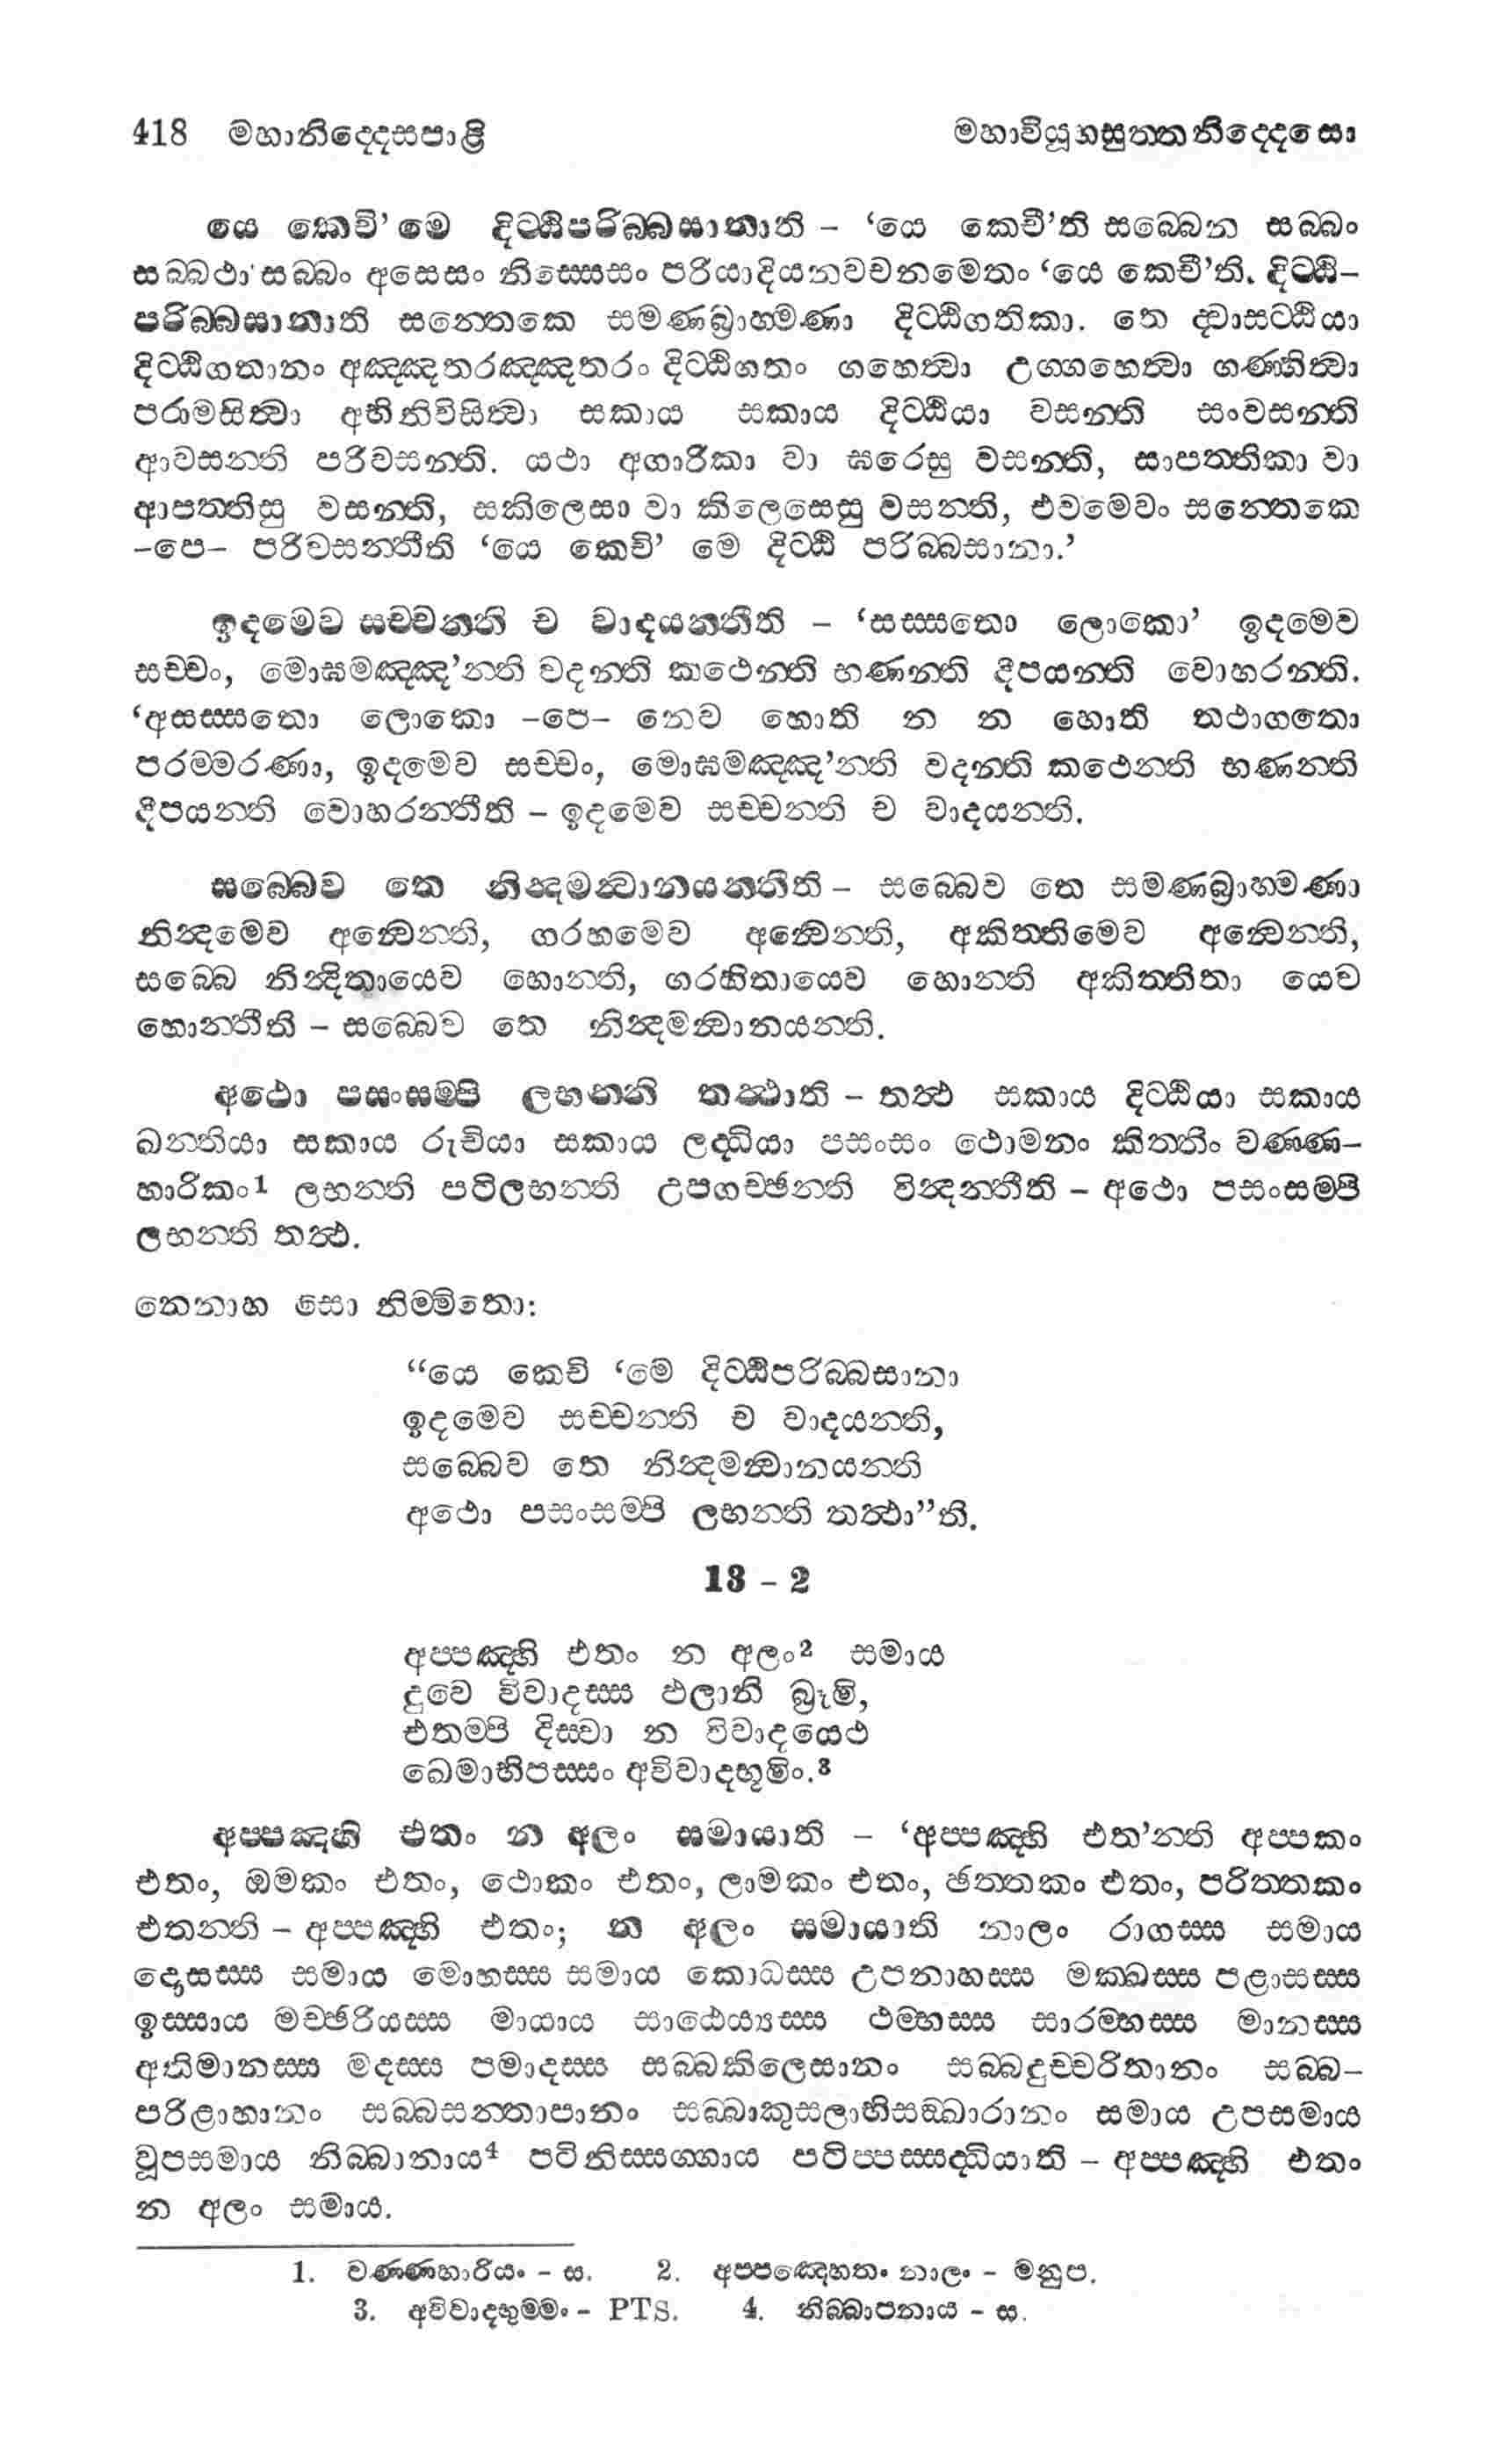 418 මහානිද්දෙසපාළි මහාවියූහසුත්තනිද්දෙසො
යෙ කෙචි’මෙ දිට්ඨිපරිබ්බසානාති – ‘යෙ කෙචී’ති සබ්බෙන සබ්බං
සබ්බථා සබ්බං අසෙසං නිස්සෙසං පරියාදියනවචනමෙතං ‘යෙ කෙචී’ති. දිට්ඨි–
පරිබ්බසානාති සන්තෙකෙ සමණබ්‍රාහ්මණා දිට්ඨිගතිකා. තෙ ද්වාසට්ඨියා
දිට්ඨිගතානං අඤ්ඤතරඤ්ඤතරං දිට්ඨිගතං ගහෙත්වා උග්ගහෙත්වා ගණ්හිත්වා
පරාමසිත්වා අභිනිවිසිත්වා සකාය සකාය දිට්ඨියා වසන්ති සංවසන්ති
ආවසන්ති පරිවසන්ති. යථා අගාරිකා වා ඝරෙසු වසන්ති, සාපත්තිකා වා
ආපත්තිසු වසන්ති, සකිලෙසා වා කිලෙසෙසු වසන්ති, එවමෙවං සන්තෙකෙ
–පෙ– පරිවසන්තීති ‘යෙ කෙචි’ මෙ දිට්ඨි පරිබ්බසානා.’
ඉදමෙව සච්චන්ති ච වාදයන්තීති – ‘සස්සතො ලොකො’ ඉදමෙව
සච්චං, මොඝමඤ්ඤ’න්ති වදන්ති කථෙන්ති භණන්ති දීපයන්ති වොහරන්ති.
‘අසස්සතො ලොකො –පෙ– නෙව හොති න න හොති තථාගතො
පරම්මරණා, ඉදමෙව සච්චං, මොඝමඤ්ඤ’න්ති වදන්ති කථෙන්ති භණන්ති
දීපයන්ති වොහරන්තීති – ඉදමෙව සච්චන්ති ච වාදයන්ති.
සබ්බෙව තෙ නින්දමන්වානයන්තීති – සබ්බෙව තෙ සමණබ්‍රාහ්මණා
නින්දමෙව අන්වෙන්ති, ගරහමෙව අන්වෙන්ති, අකිත්තිමෙව අන්වෙන්ති,
සබ්බෙ නින්දිතායෙව හොන්ති, ගරහිතායෙව හොන්ති අකිත්තිතා යෙව
හොන්තීති – සබ්බෙව තෙ නින්දමන්වානයන්ති.
අථො පසංසම්පි ලභන්ති තත්ථාති – තත්ථ සකාය දිට්ඨියා සකාය
ඛන්තියා සකාය රුචියා සකාය ලද්ධියා පසංසං ථොමනං කිත්තිං වණ්ණ–
හාරිකං¹ ලභන්ති පටිලභන්ති උපගච්ඡන්ති වින්දන්තීති – අථො පසංසම්පි
ලභන්ති තත්ථ.
තෙනාහ සො නිම්මිතො:
“යෙ කෙචි ‘මෙ දිට්ඨිපරිබ්බසානා
ඉදමෙව සච්චන්ති ච වාදයන්ති,
සබ්බෙව තෙ නින්දමන්වානයන්ති
අථො පසංසම්පි ලභන්ති තත්ථා”ති.
13 – 2
අප්පඤ්හි එතං න අලං² සමාය
දුවෙ විවාදස්ස ඵලානි බ්‍රූමි,
එතම්පි දිස්වා න විවාදයෙථ
ඛෙමාභිපස්සං අවිවාදභූමිං.³
අප්පඤ්හි එතං න අලං සමායාති – ‘අප්පඤ්හි එත’න්ති අප්පකං
එතං, ඔමකං එතං, ථොකං එතං, ලාමකං එතං, ඡත්තකං එතං, පරිත්තකං
එතන්ති – අප්පඤ්හි එතං; න අලං සමායාති නාලං රාගස්ස සමාය
දොසස්ස සමාය මොහස්ස සමාය කොධස්ස උපනාහස්ස මක්ඛස්ස පළාසස්ස
ඉස්සාය මච්ඡරියස්ස මායාය සාඨෙය්‍යස්ස ථම්භස්ස සාරම්භස්ස මානස්ස
අතිමානස්ස මදස්ස පමාදස්ස සබ්බකිලෙසානං සබ්බදුච්චරිතානං සබ්බ–
පරිළාහානං සබ්බසන්තාපානං සබ්බාකුසලාභිසඞ්ඛාරානං සමාය උපසමාය
වූපසමාය නිබ්බානාය⁴ පටිනිස්සග්ගාය පටිප්පස්සද්ධියාති – අප්පඤ්හි එතං
න අලං සමාය.
1. වණ්ණහාරියං – ස. 2. අප්පඤ්හෙතං නාලං – මනුප.
3. අවිවාදභුම්මං – PTS. 4. නිබ්බාපනාය – ස.